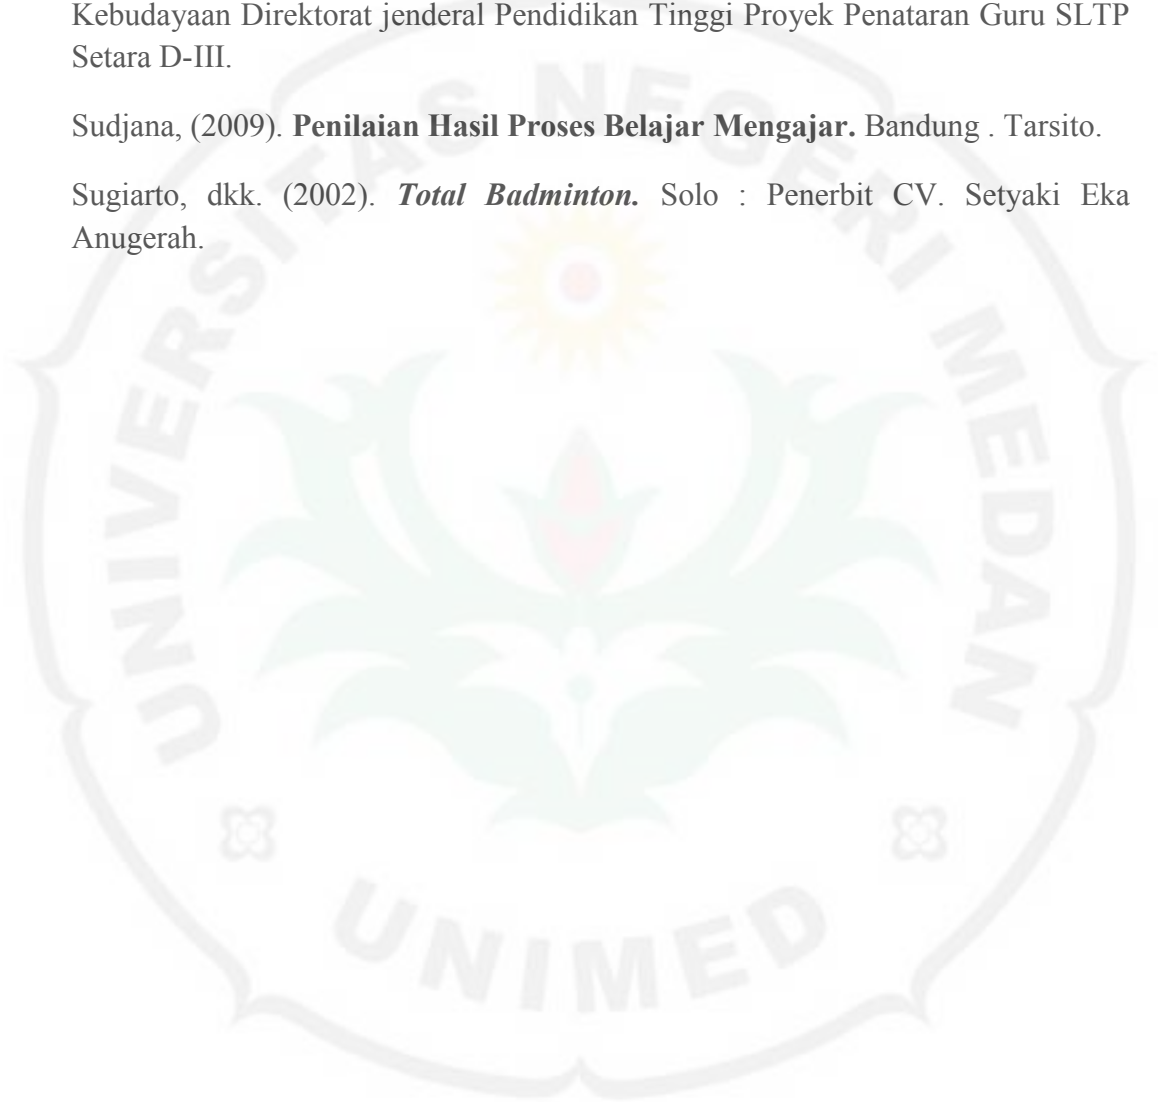 Kebudayaan Direktorat jenderal Pendidikan Tinggi Proyek Penataran Guru SLTP
Setara D-III.
Sudjana, (2009). Penilaian Hasil Proses Belajar Mengajar. Bandung . Tarsito.
Sugiarto, dkk. (2002). Total Badminton. Solo : Penerbit CV. Setyaki Eka
Anugerah.
UNIVERSITAS NEGERI MEDAN
UNIMED